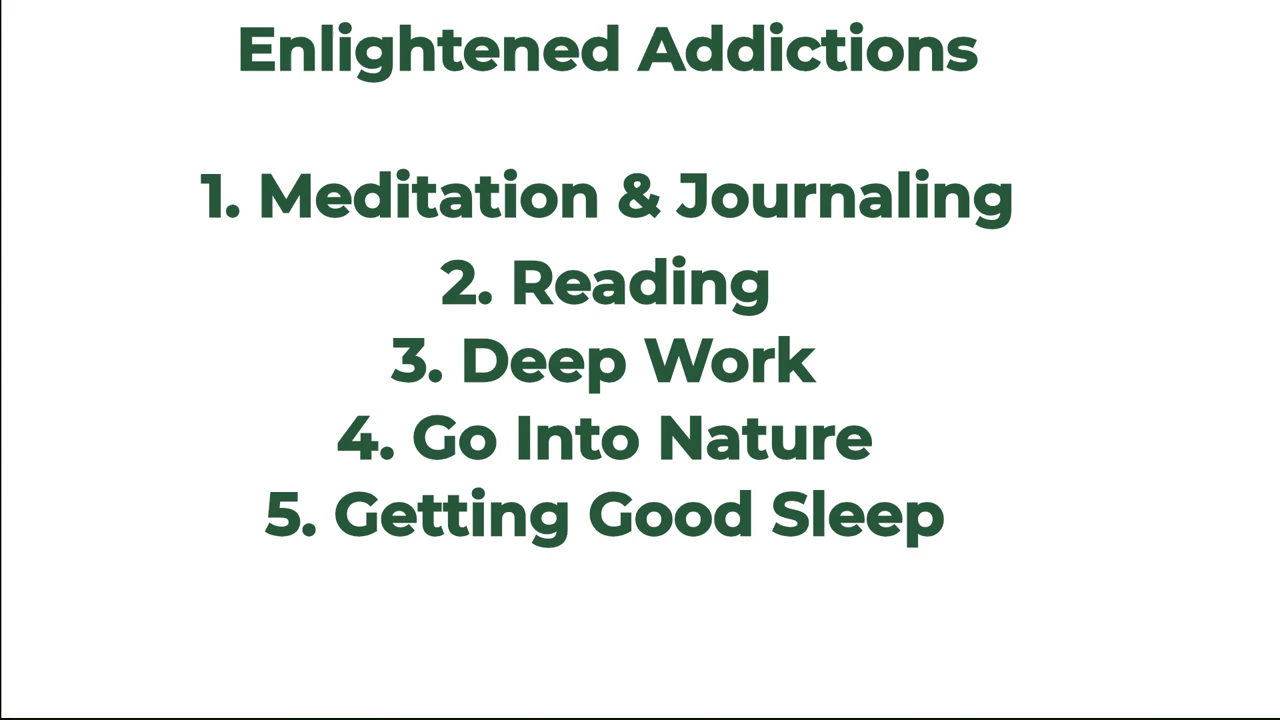 Enlightened Addictions
1. Meditation & Journaling
2. Reading
3. Deep Work
4. Go Into Nature
5. Getting Good Sleep